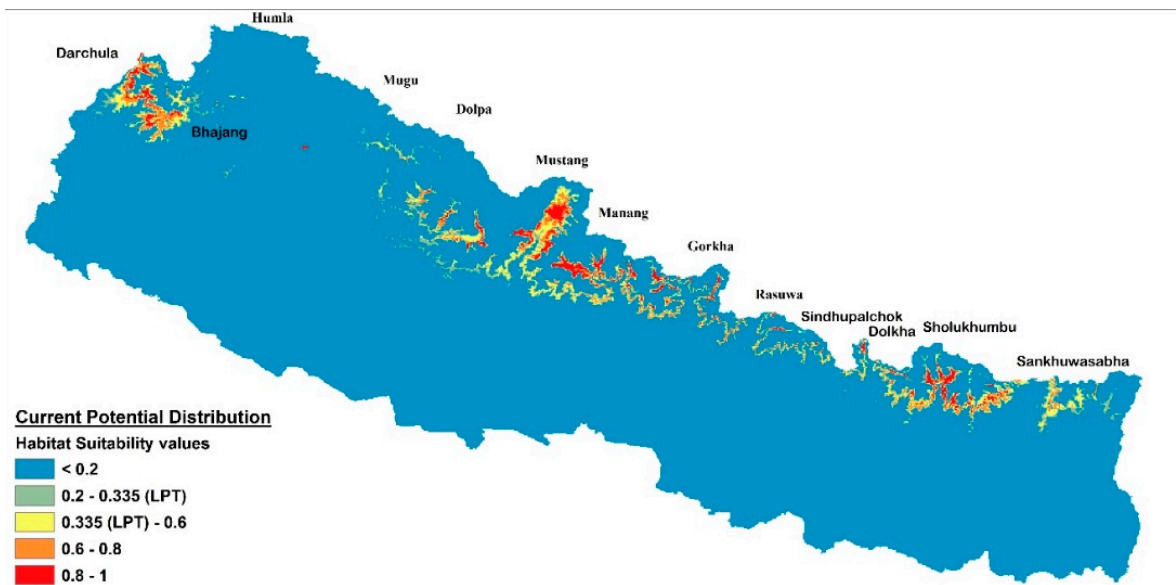 Humla
Darchula
Mugu
Dolpa
Bhajang
Mustang
Manang
Gorkha
Rasuwa
Sindhupalchok
Dolkha
Sholukhumbu
Sankhuwasabha
Current Potential Distribution
Habitat Suitability values
< 0.2
0.2 - 0.335 (LPT)
0.335 (LPT) - 0.6
0.6 - 0.8
0.8 - 1